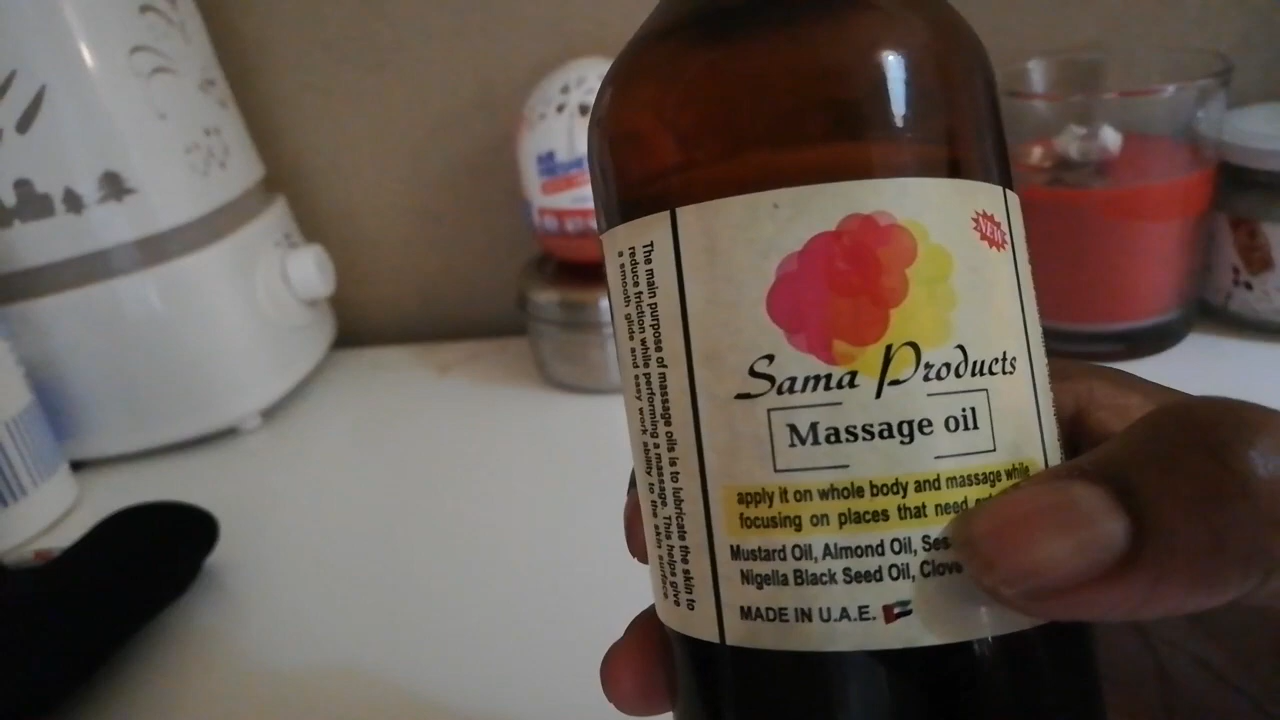 The main purpose of massage oils is to lubricate the skin to
reduce friction while performing a massage. This helps give
a smooth glide and easy work ability to the skin surface.
Sama Products
Massage oil
apply it on whole body and massage while
focusing on places that need
Mustard Oil, Almond Oil,
Nigella Black Seed Oil, Clove
MADE IN U.A.E.